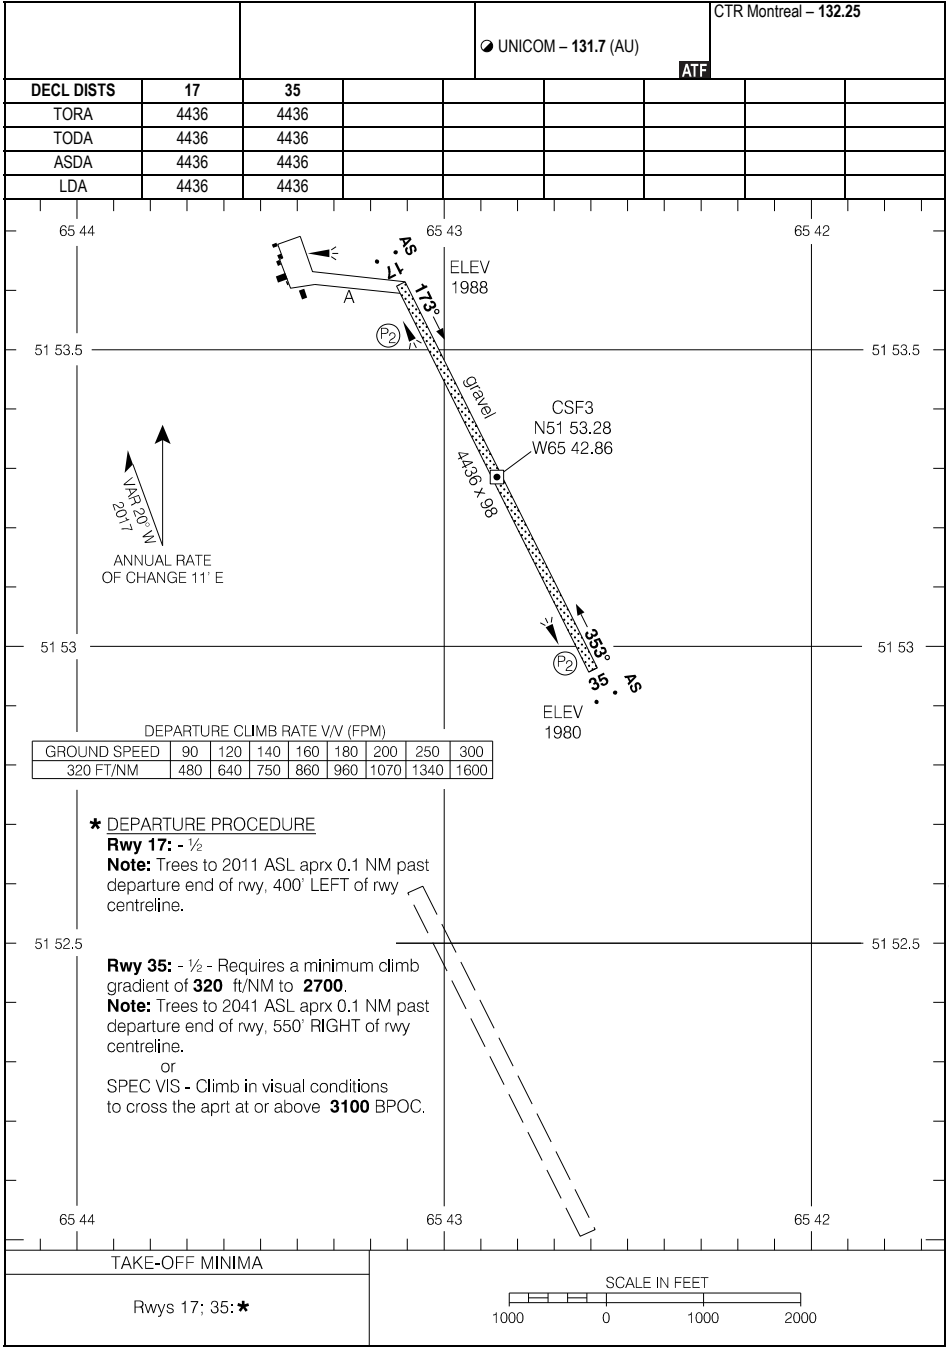 CTR Montreal – 132.25
UNICOM – 131.7 (AU)
ATF
DECL DISTS 17 35
TORA 4436 4436
TODA 4436 4436
ASDA 4436 4436
LDA 4436 4436
65 44 65 43 65 42
AS
17
ELEV
1988
173°
A
P2
51 53.5 51 53.5
gravel
CSF3
N51 53.28
W65 42.86
4436 x 98
VAR 20° W
2017
ANNUAL RATE
OF CHANGE 11' E
353°
51 53 51 53
P2
35
AS
ELEV
1980
DEPARTURE CLIMB RATE V/V (FPM)
GROUND SPEED 90 120 140 160 180 200 250 300
320 FT/NM 480 640 750 860 960 1070 1340 1600
* DEPARTURE PROCEDURE
Rwy 17: - ½
Note: Trees to 2011 ASL aprx 0.1 NM past
departure end of rwy, 400' LEFT of rwy
centreline.
51 52.5 51 52.5
Rwy 35: - ½ - Requires a minimum climb
gradient of 320 ft/NM to 2700.
Note: Trees to 2041 ASL aprx 0.1 NM past
departure end of rwy, 550' RIGHT of rwy
centreline.
or
SPEC VIS - Climb in visual conditions
to cross the aprt at or above 3100 BPOC.
65 44 65 43 65 42
TAKE-OFF MINIMA
Rwys 17; 35: *
SCALE IN FEET
1000 0 1000 2000